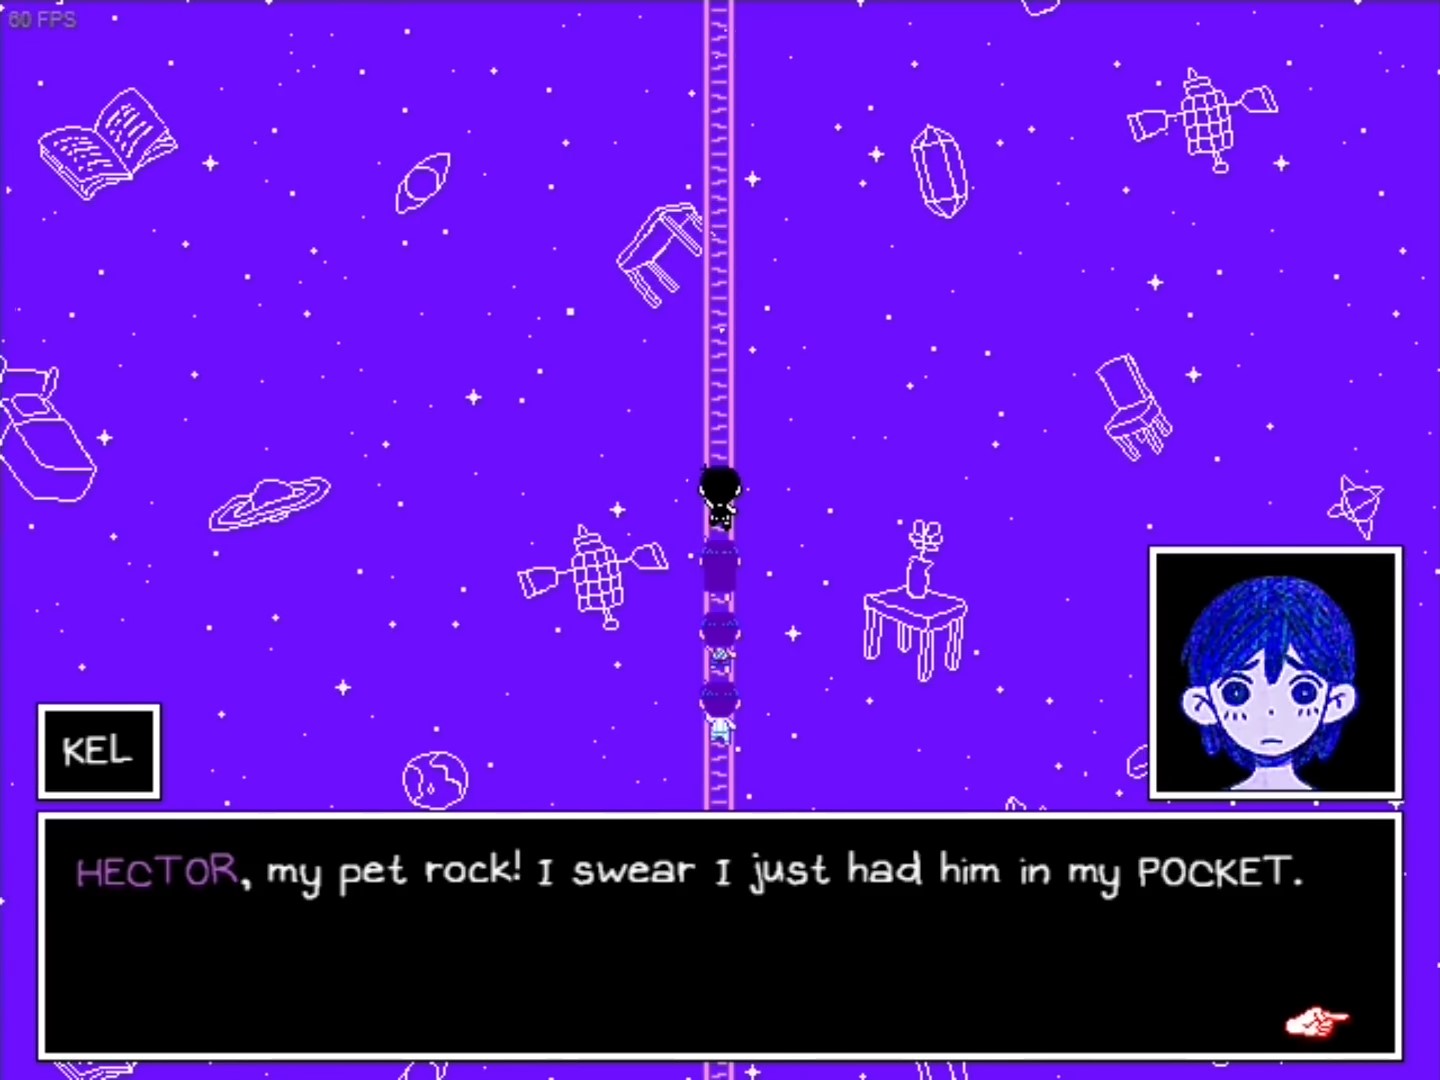 60 FPS
KEL
HECTOR, my pet rock! I swear I just had him in my POCKET.